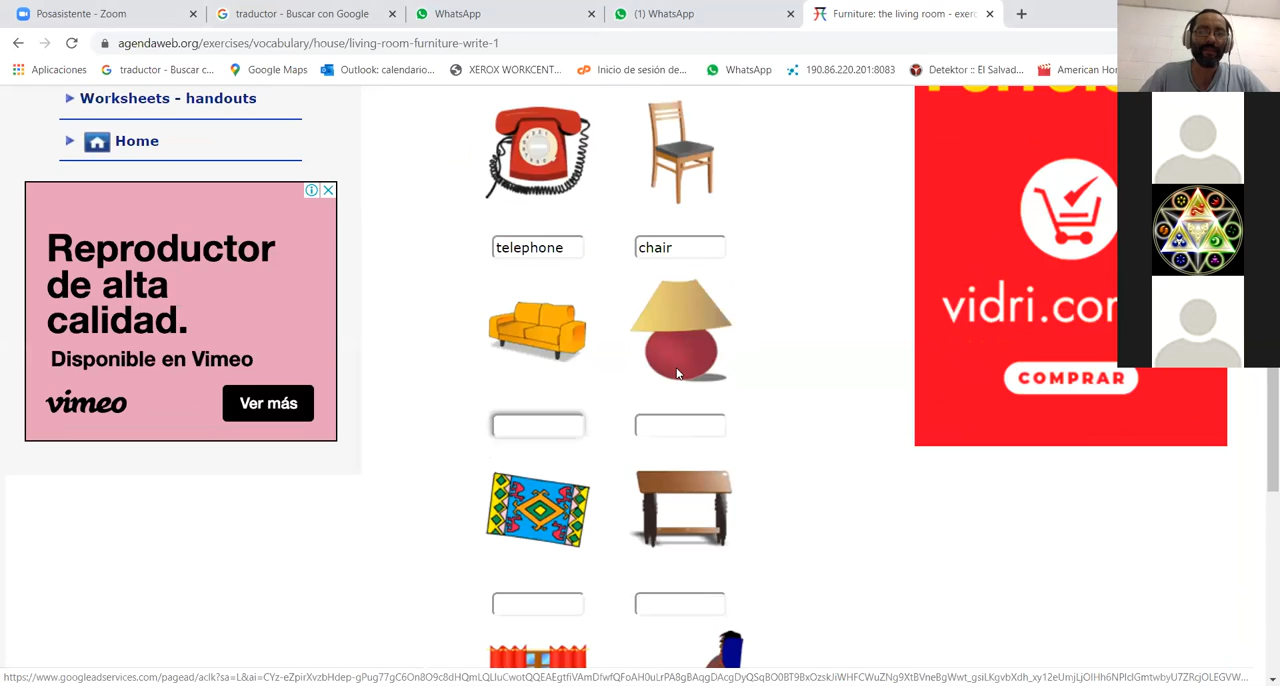 Posasistente - Zoom
traductor - Buscar con Google
WhatsApp
(1) WhatsApp
Furniture: the living room - exerc
agendaweb.org/exercises/vocabulary/house/living-room-furniture-write-1
Aplicaciones
traductor - Buscar c...
Google Maps
Outlook: calendario...
XEROX WORKCENT...
Inicio de sesión de...
WhatsApp
190.86.220.201:8083
Detektor :: El Salvad...
American Hor
Worksheets - handouts
Home
Reproductor
de alta
calidad.
Disponible en Vimeo
vimeo
Ver más
telephone
chair
vidri.com
COMPRAR